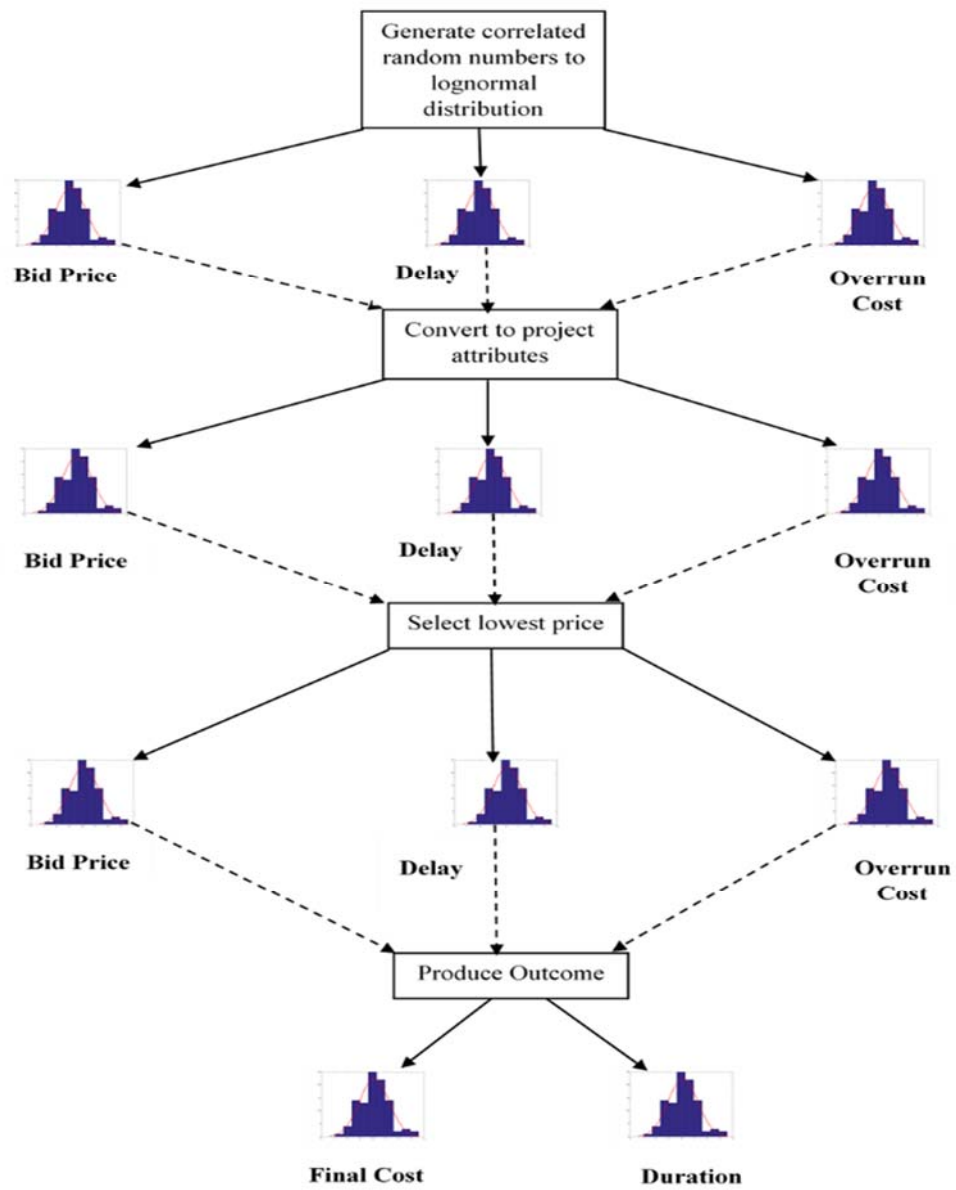 Generate correlated
random numbers to
lognormal
distribution
Bid Price
Delay
Overrun
Cost
Convert to project
attributes
Bid Price
Delay
Overrun
Cost
Select lowest price
Bid Price
Delay
Overrun
Cost
Produce Outcome
Final Cost
Duration